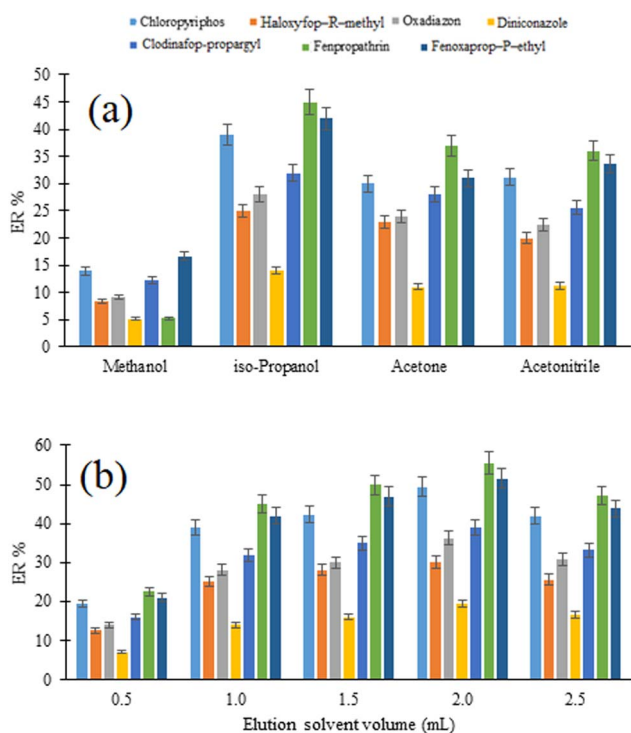 Chloropyriphos Haloxyfop–R–methyl Oxadiazon Diniconazole
Clodinafop-propargyl Fenpropathrin Fenoxaprop–P–ethyl
(a)
ER %
50
45
40
35
30
25
20
15
10
5
0
Methanol iso-Propanol Acetone Acetonitrile
(b)
ER %
60
50
40
30
20
10
0
0.5 1.0 1.5 2.0 2.5
Elution solvent volume (mL)